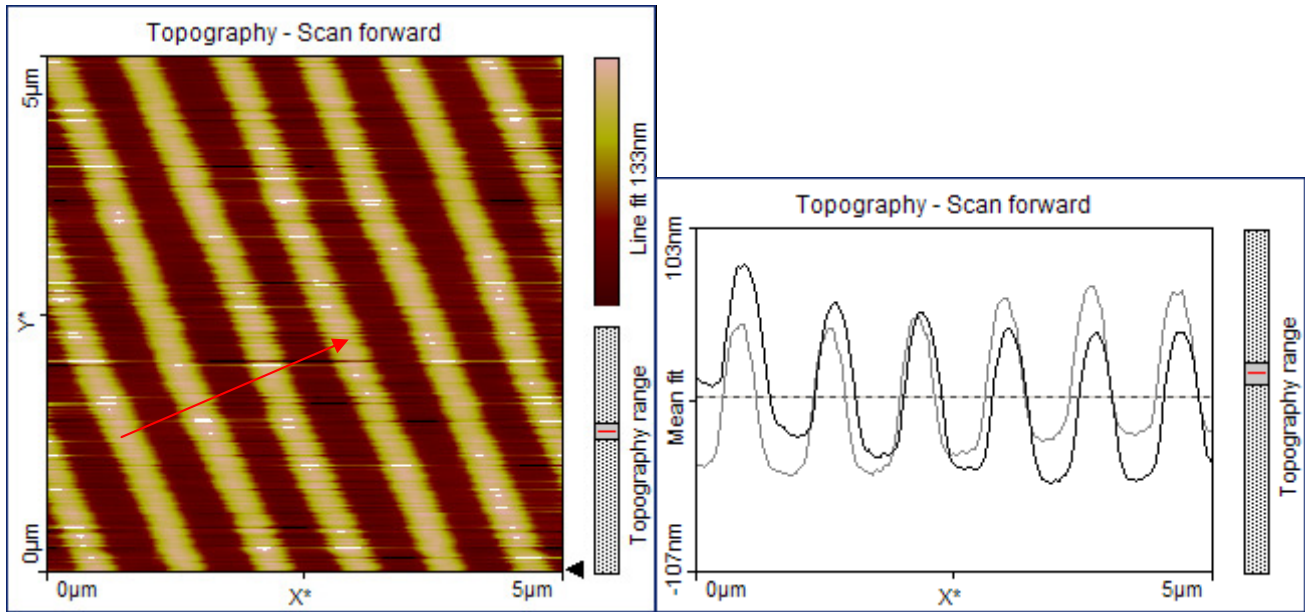 Topography - Scan forward
5µm
Y*
0µm
0µm
X*
5µm
Line fit 133nm
Topography range
Topography - Scan forward
103nm
Mean fit
-107nm
0µm
X*
5µm
Topography range